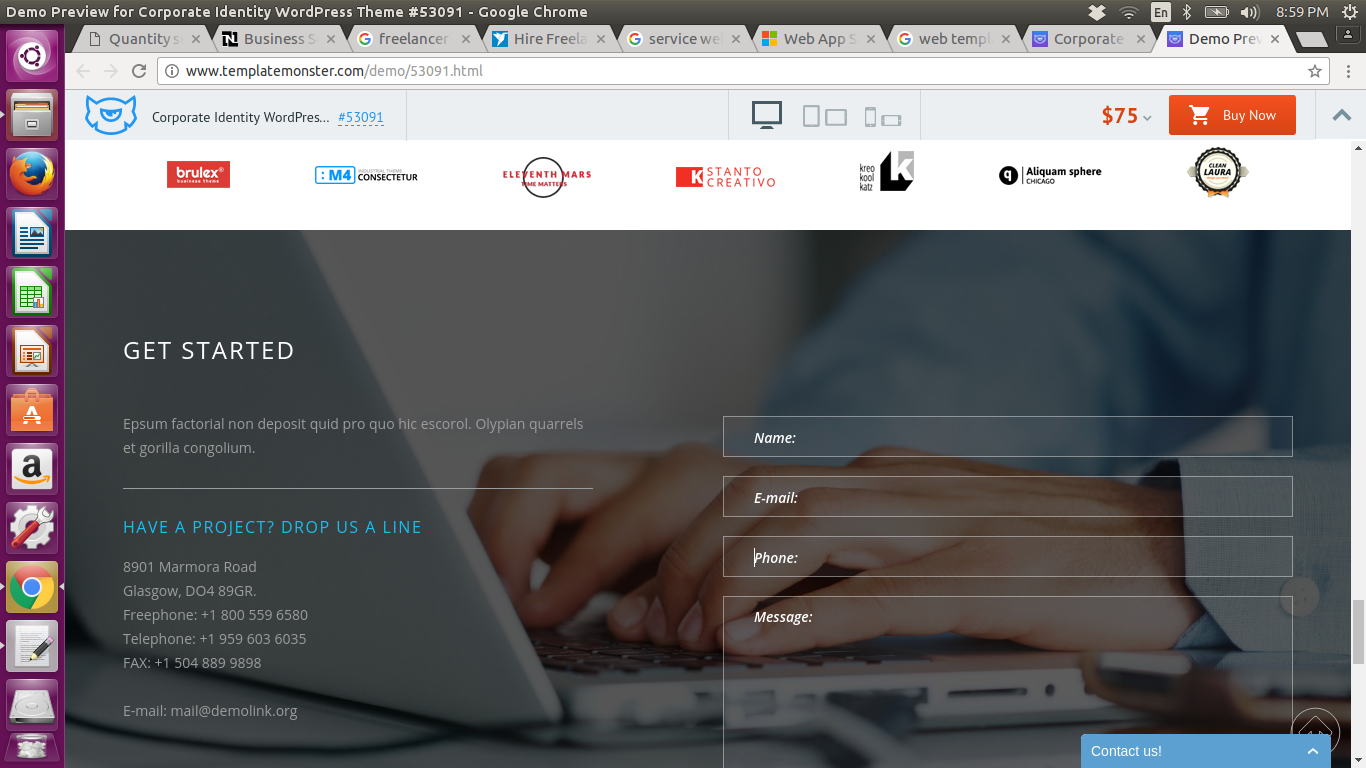 Demo Preview for Corporate Identity WordPress Theme #53091 - Google Chrome
En
8:59 PM
Quantity s
Business S
freelancer
Hire Freela
service we
Web App S
web templ
Corporate
Demo Prev
www.templatemonster.com/demo/53091.html
Corporate Identity WordPres... #53091
$75
Buy Now
brulex®
business theme
:M4
INDUSTRIAL THEME
CONSECTETUR
ELEVENTH MARS
TIME MATTERS
K STANTO
CREATIVO
kreo
kool
katz
k
q Aliquam sphere
CHICAGO
CLEAN
LAURA
GET STARTED
Epsum factorial non deposit quid pro quo hic escorol. Olypian quarrels
et gorilla congolium.
HAVE A PROJECT? DROP US A LINE
8901 Marmora Road
Glasgow, DO4 89GR.
Freephone: +1 800 559 6580
Telephone: +1 959 603 6035
FAX: +1 504 889 9898
E-mail: mail@demolink.org
Name:
E-mail:
Phone:
Message:
Contact us!